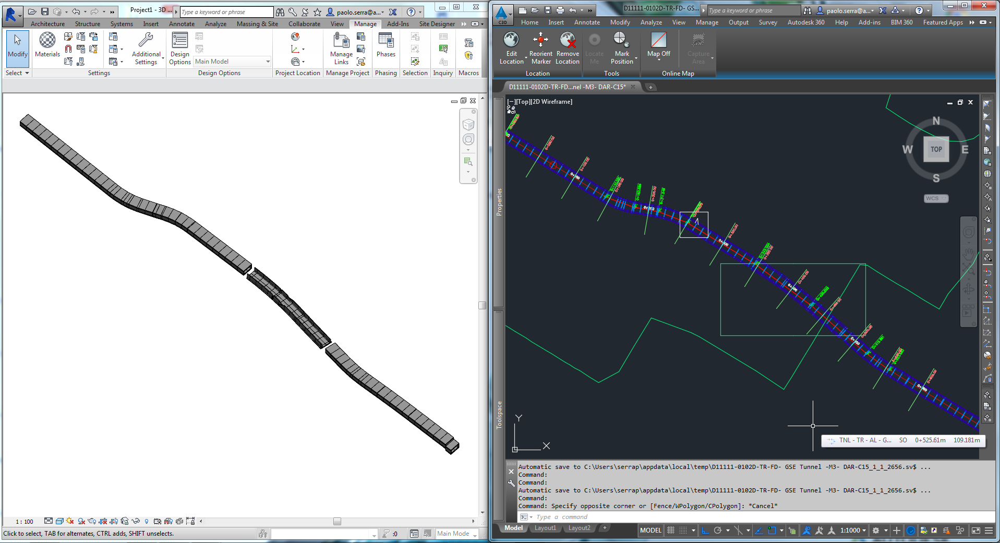 Project1 - 3D ...
Type a keyword or phrase
paolo.serra@a...
Architecture Structure Systems Insert Annotate Analyze Massing & Site Collaborate View Manage Add-Ins Site Designer
Modify
Materials
Additional
Settings
Design
Options
Main Model
Manage
Links
Phases
Select
Settings
Design Options
Project Location
Manage Project
Phasing
Selection
Inquiry
Macros
1 : 100
Click to select, TAB for alternates, CTRL adds, SHIFT unselects.
:0
Main Mode
C3D
D11111-0102D-TR-FD- GS...
Type a keyword or phrase
paolo.serra@a...
Home Insert Annotate Modify Analyze View Manage Output Survey Autodesk 360 Help Add-ins BIM 360 Featured Apps
Edit
Location
Reorient
Marker
Remove
Location
Locate
Me
Mark
Position
Map Off
Capture
Area
Location
Tools
Online Map
D11111-0102D-TR-FD...nel -M3- DAR-C15*
[−][Top][2D Wireframe]
N
W
TOP
E
S
WCS
Properties
Toolspace
Y
X
TNL - TR - AL - G... SO 0+525.61m 109.181m
Automatic save to C:\Users\serrap\appdata\local\temp\D11111-0102D-TR-FD- GSE Tunnel -M3- DAR-C15_1_1_2656.sv$ ...
Command:
Command:
Automatic save to C:\Users\serrap\appdata\local\temp\D11111-0102D-TR-FD- GSE Tunnel -M3- DAR-C15_1_1_2656.sv$ ...
Command:
Command: Specify opposite corner or [Fence/WPolygon/CPolygon]: *Cancel*
Type a command
Model Layout1 Layout2
MODEL
1:1000